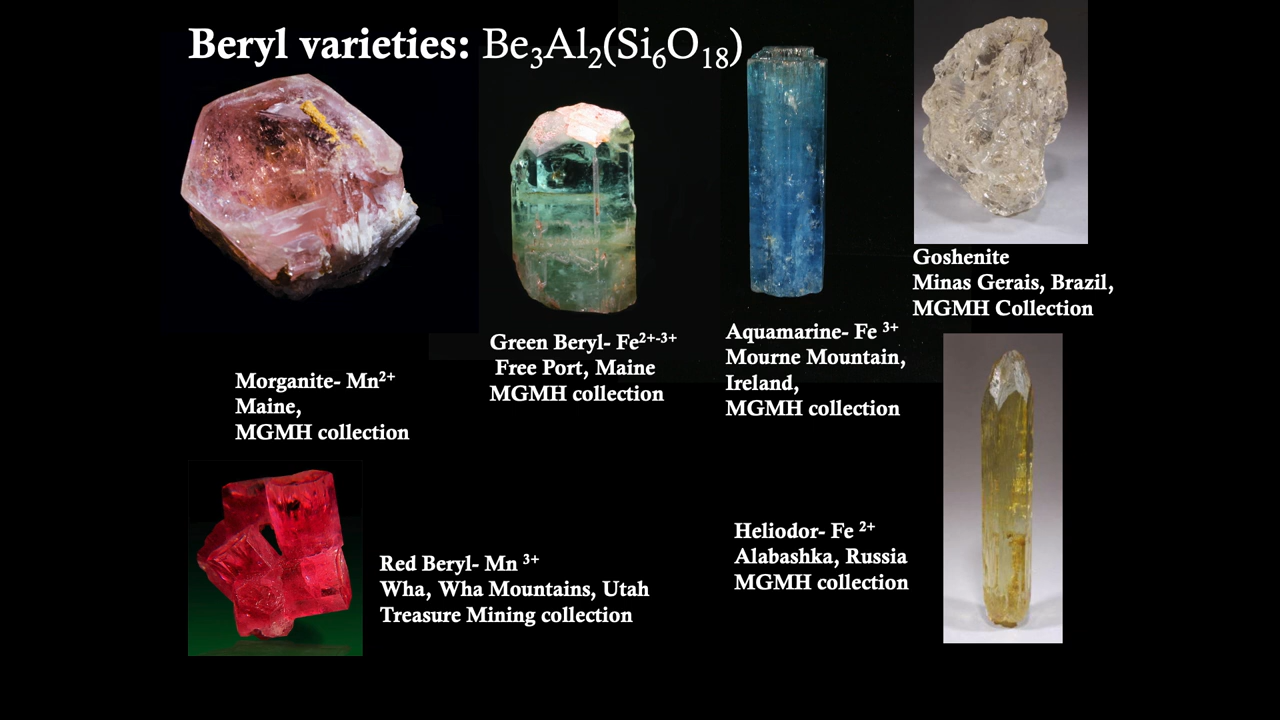 Beryl varieties: Be₃Al₂(Si₆O₁₈)
Goshenite
Minas Gerais, Brazil,
MGMH Collection
Green Beryl- Fe²⁺⁻³⁺
Free Port, Maine
MGMH collection
Aquamarine- Fe ³⁺
Mourne Mountain,
Ireland,
MGMH collection
Morganite- Mn²⁺
Maine,
MGMH collection
Red Beryl- Mn ³⁺
Wha, Wha Mountains, Utah
Treasure Mining collection
Heliodor- Fe ²⁺
Alabashka, Russia
MGMH collection